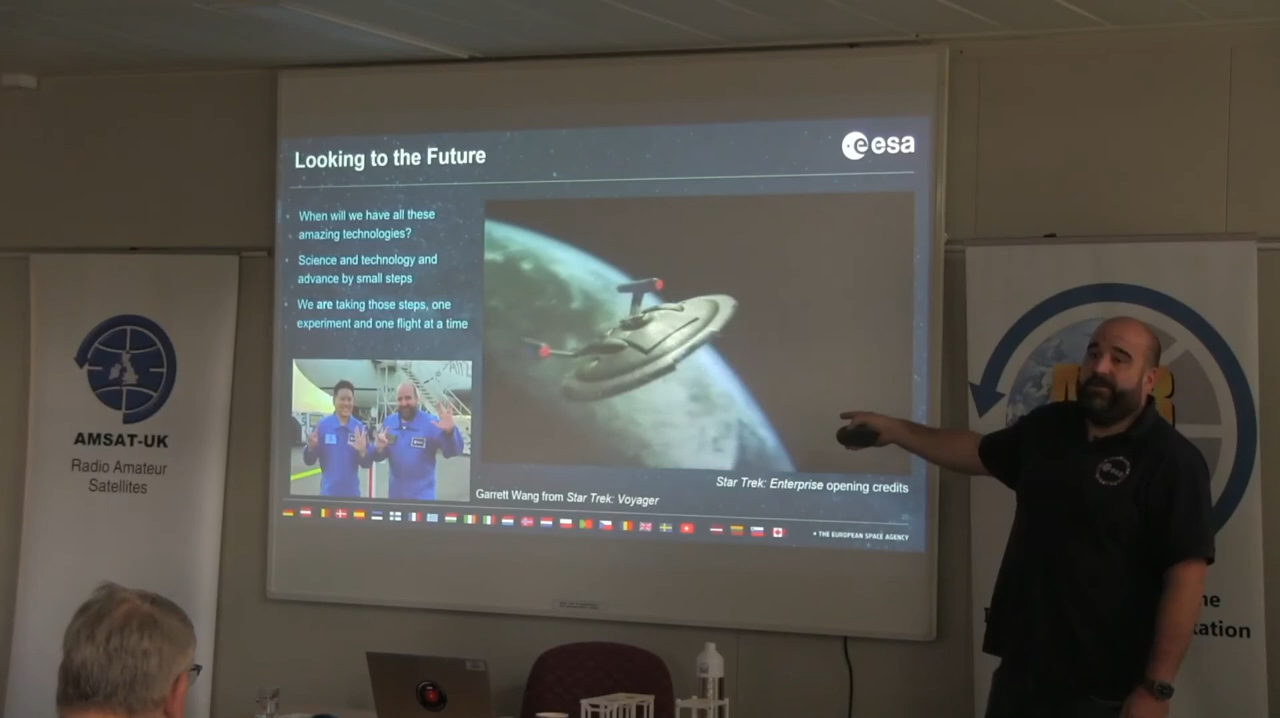 Looking to the Future
esa
When will we have all these
amazing technologies?
Science and technology and
advance by small steps
We are taking those steps, one
experiment and one flight at a time
Garrett Wang from Star Trek: Voyager
Star Trek: Enterprise opening credits
THE EUROPEAN SPACE AGENCY
AMSAT-UK
Radio Amateur
Satellites